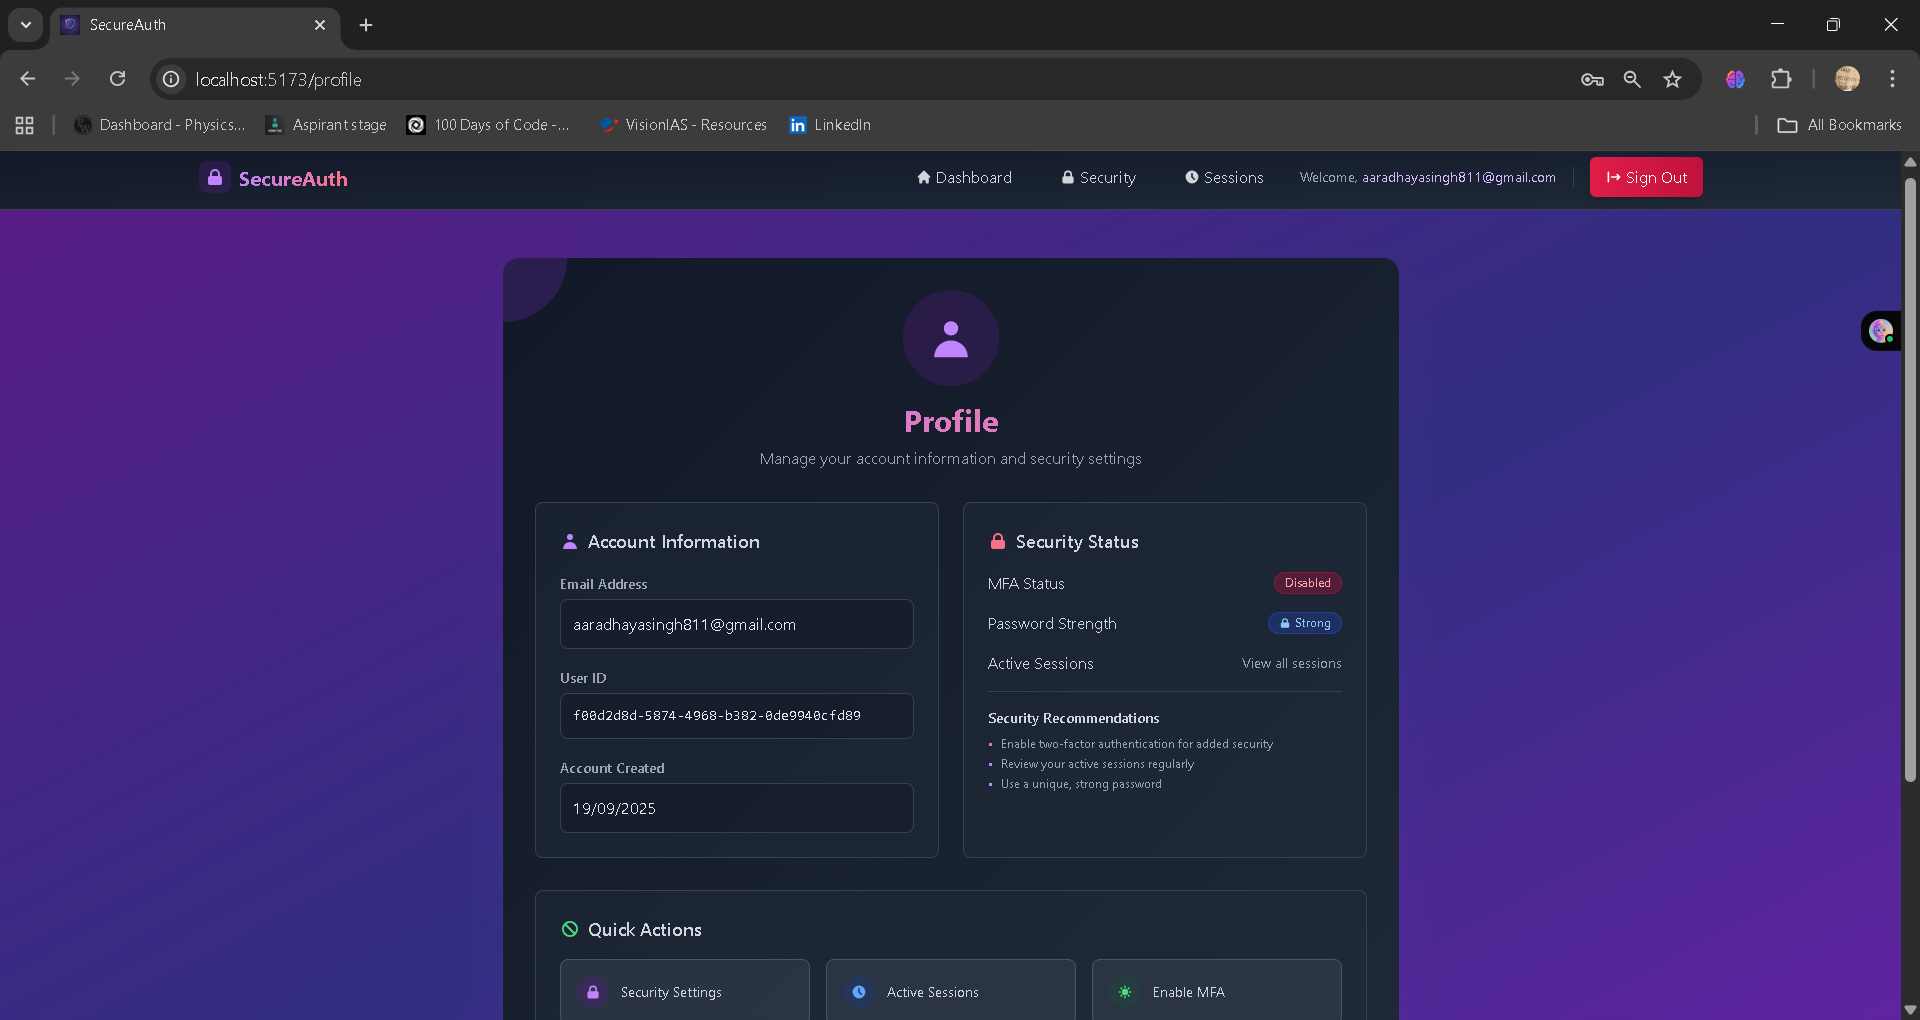 SecureAuth
localhost:5173/profile
Dashboard - Physics... Aspirant stage 100 Days of Code -... VisionIAS - Resources LinkedIn All Bookmarks
SecureAuth Dashboard Security Sessions Welcome, aaradhayasingh811@gmail.com Sign Out
Profile
Manage your account information and security settings
Account Information
Email Address
aaradhayasingh811@gmail.com
User ID
f00d2d8d-5874-4968-b382-0de9940cfd89
Account Created
19/09/2025
Security Status
MFA Status Disabled
Password Strength Strong
Active Sessions View all sessions
Security Recommendations
• Enable two-factor authentication for added security
• Review your active sessions regularly
• Use a unique, strong password
Quick Actions
Security Settings Active Sessions Enable MFA